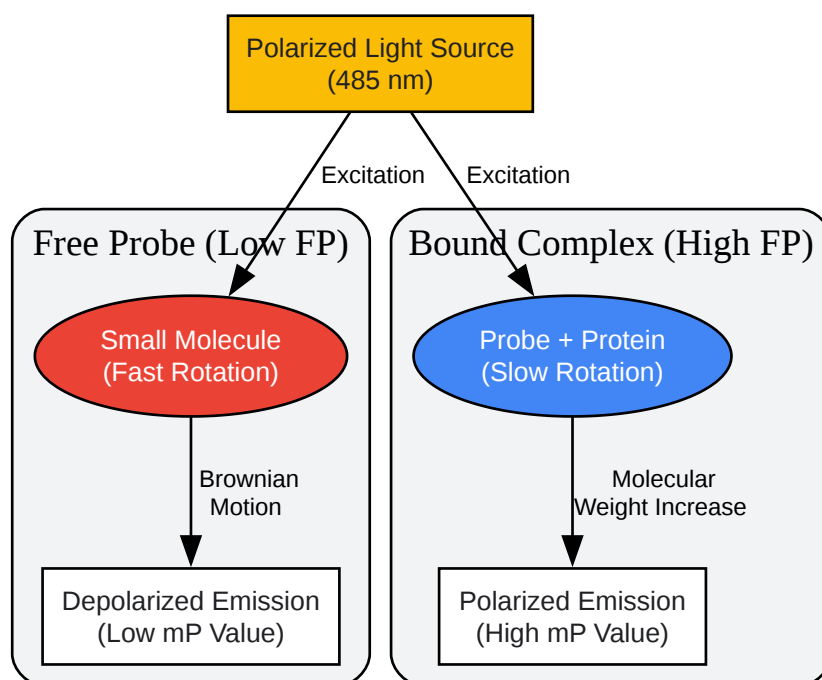 Polarized Light Source
(485 nm)
Excitation
Excitation
Free Probe (Low FP)
Bound Complex (High FP)
Small Molecule
(Fast Rotation)
Probe + Protein
(Slow Rotation)
Brownian
Motion
Molecular
Weight Increase
Depolarized Emission
(Low mP Value)
Polarized Emission
(High mP Value)